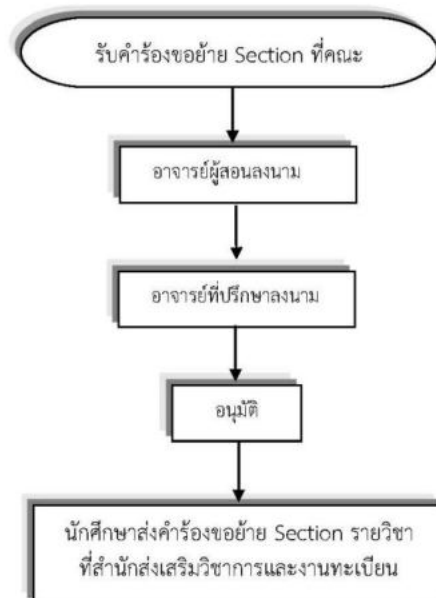 รับคำร้องขอย้าย Section ที่คณะ
อาจารย์ผู้สอนลงนาม
อาจารย์ที่ปรึกษาลงนาม
อนุมัติ
นักศึกษาส่งคำร้องขอย้าย Section รายวิชา
ที่สำนักส่งเสริมวิชาการและงานทะเบียน